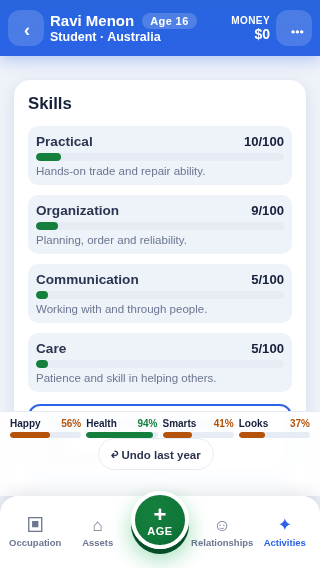 Ravi Menon Age 16
Student · Australia
MONEY
$0
Skills
Practical 10/100
Hands-on trade and repair ability.
Organization 9/100
Planning, order and reliability.
Communication 5/100
Working with and through people.
Care 5/100
Patience and skill in helping others.
Happy 56% Health 94% Smarts 41% Looks 37%
Undo last year
+
AGE
Occupation Assets Relationships Activities